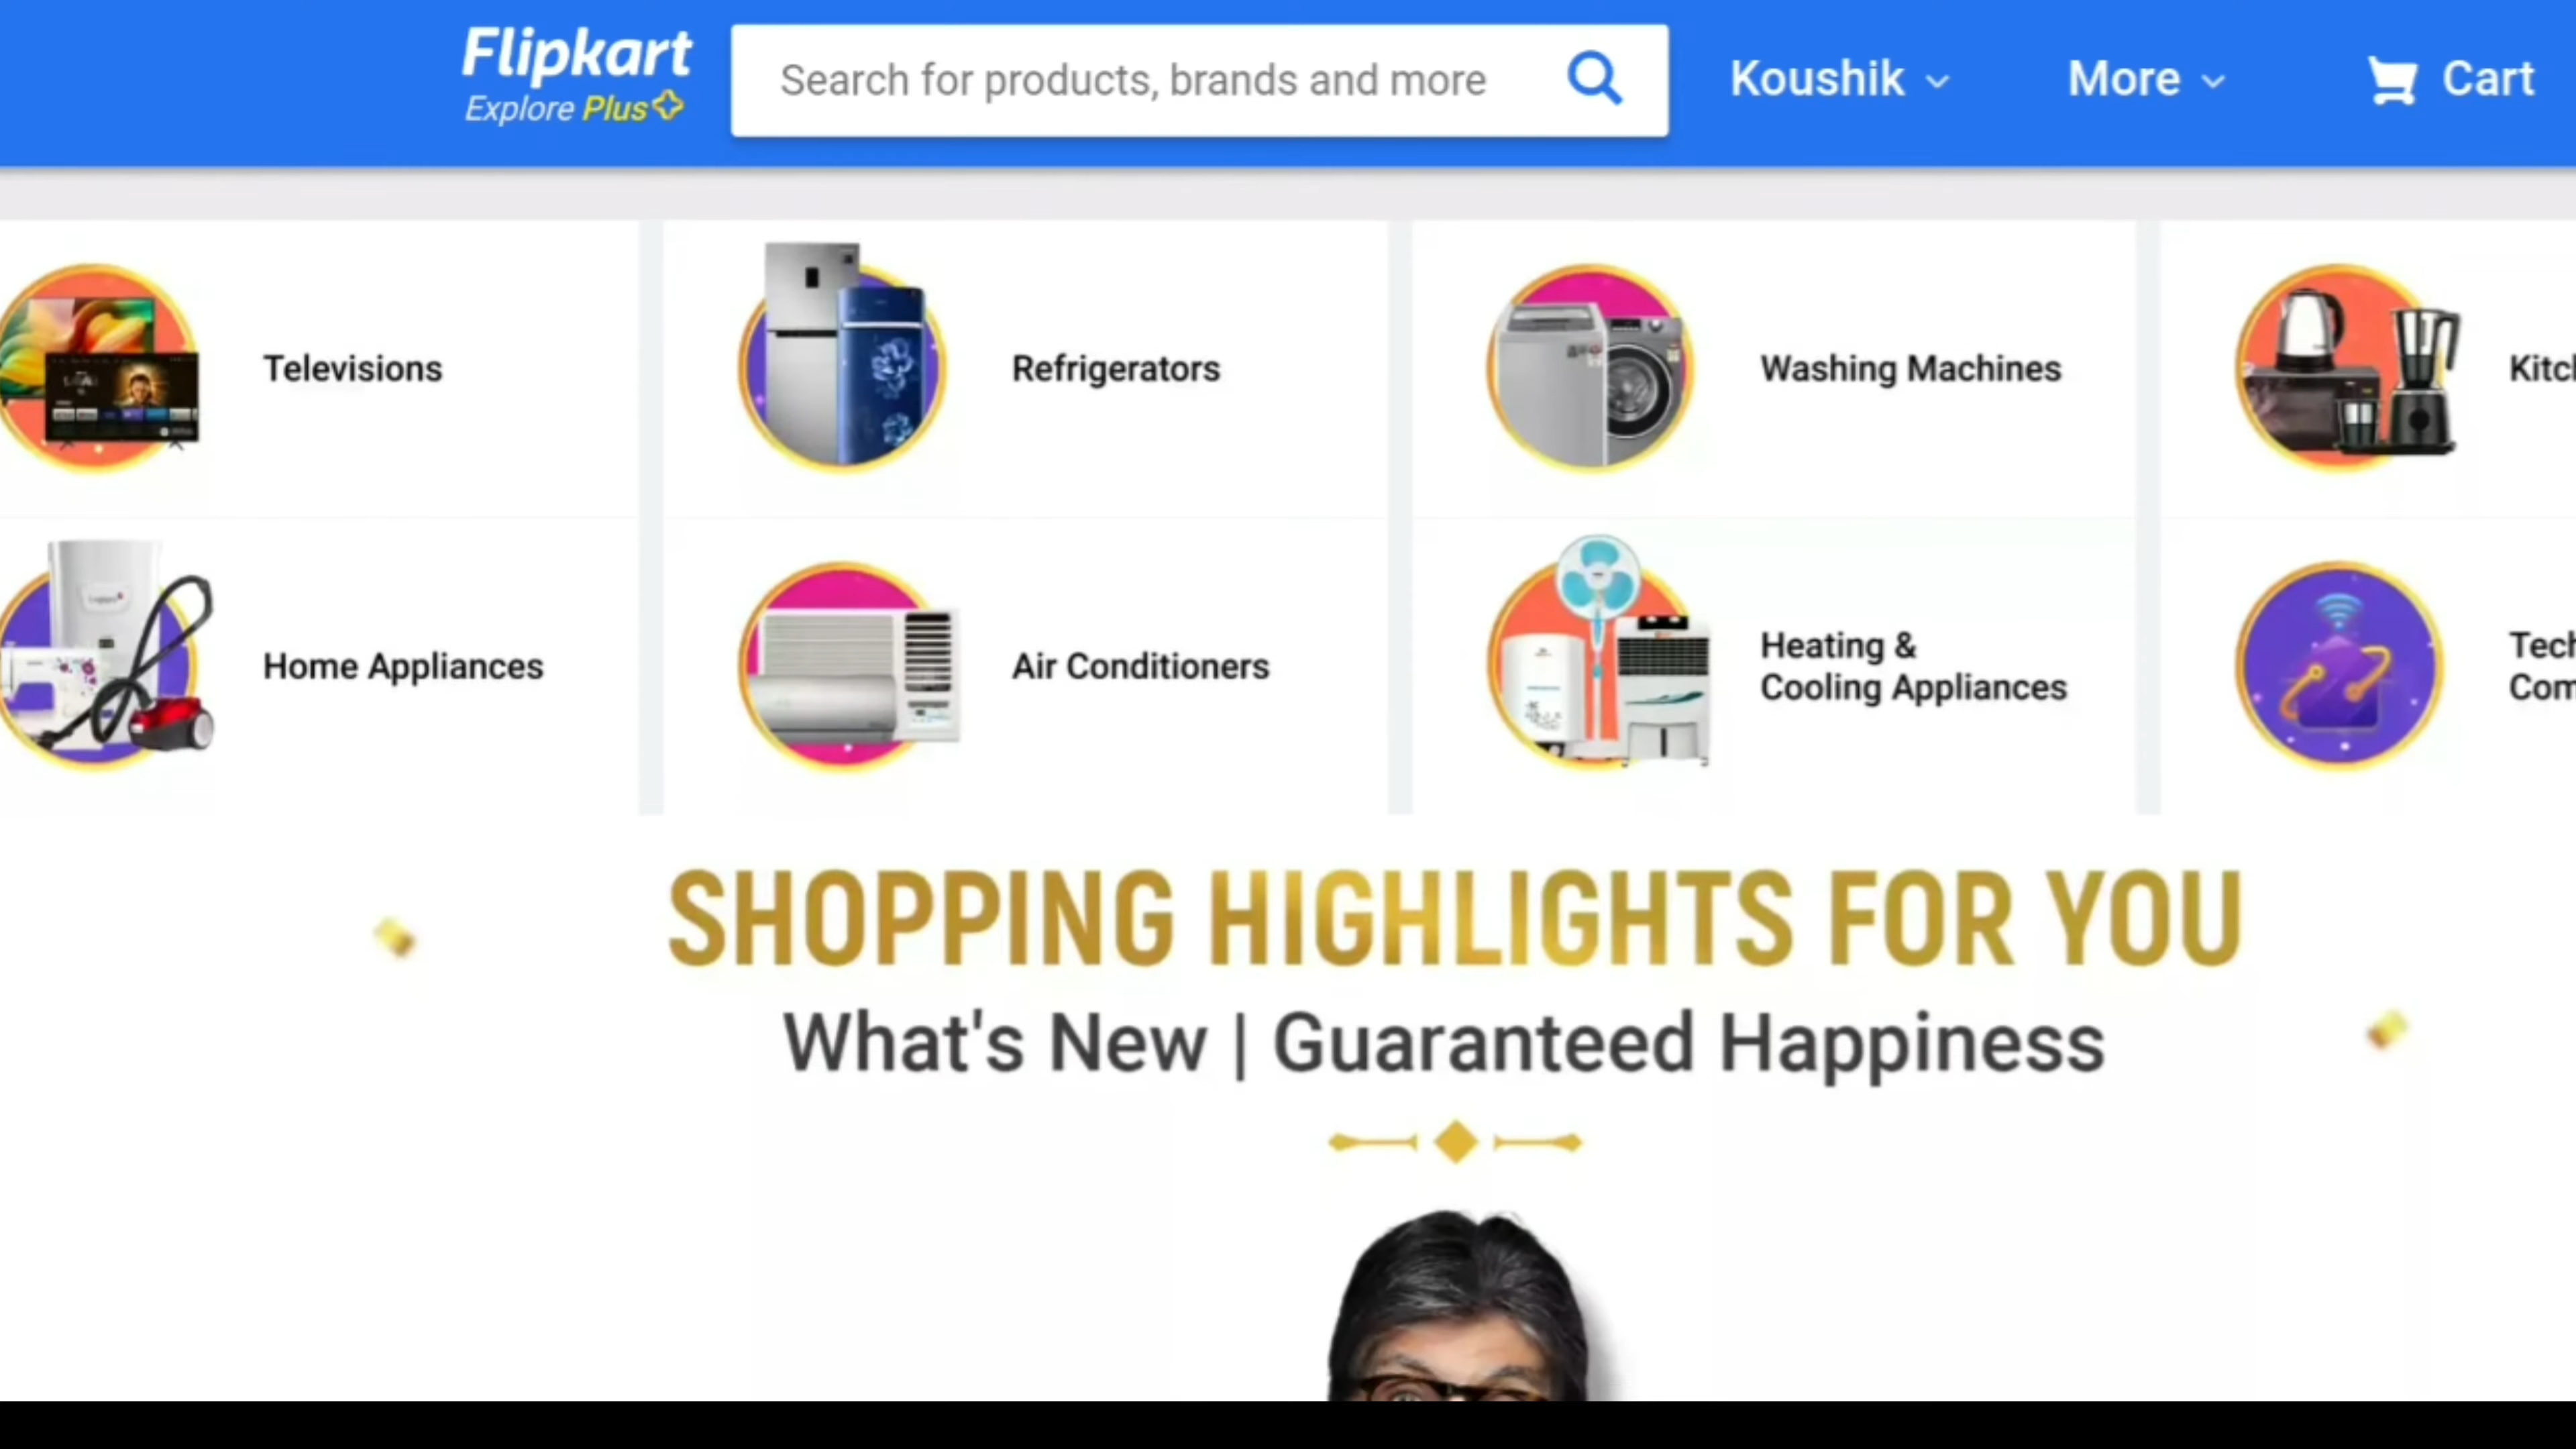 Flipkart
Explore Plus
Search for products, brands and more
Koushik
More
Cart
Televisions
Refrigerators
Washing Machines
Home Appliances
Air Conditioners
Heating &
Cooling Appliances
SHOPPING HIGHLIGHTS FOR YOU
What's New | Guaranteed Happiness